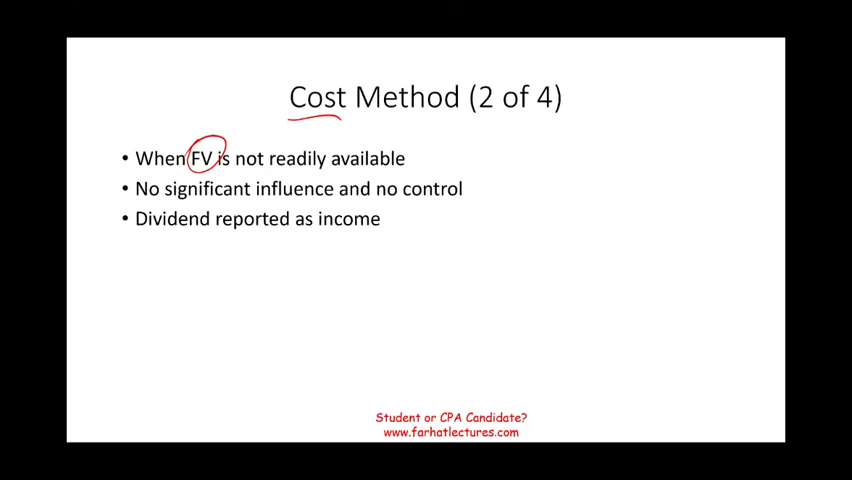 Cost Method (2 of 4)
• When FV is not readily available
• No significant influence and no control
• Dividend reported as income
Student or CPA Candidate?
www.farhatlectures.com